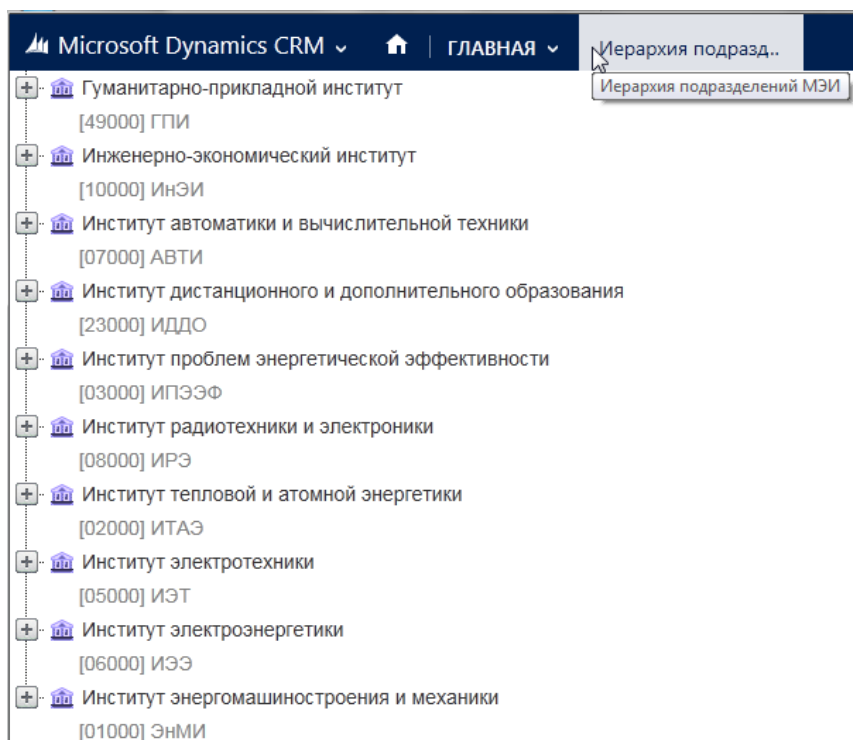 Microsoft Dynamics CRM ГЛАВНАЯ Иерархия подразд..
Иерархия подразделений МЭИ
Гуманитарно-прикладной институт
[49000] ГПИ
Инженерно-экономический институт
[10000] ИнЭИ
Институт автоматики и вычислительной техники
[07000] АВТИ
Институт дистанционного и дополнительного образования
[23000] ИДДО
Институт проблем энергетической эффективности
[03000] ИПЭЭФ
Институт радиотехники и электроники
[08000] ИРЭ
Институт тепловой и атомной энергетики
[02000] ИТАЭ
Институт электротехники
[05000] ИЭТ
Институт электроэнергетики
[06000] ИЭЭ
Институт энергомашиностроения и механики
[01000] ЭнМИ